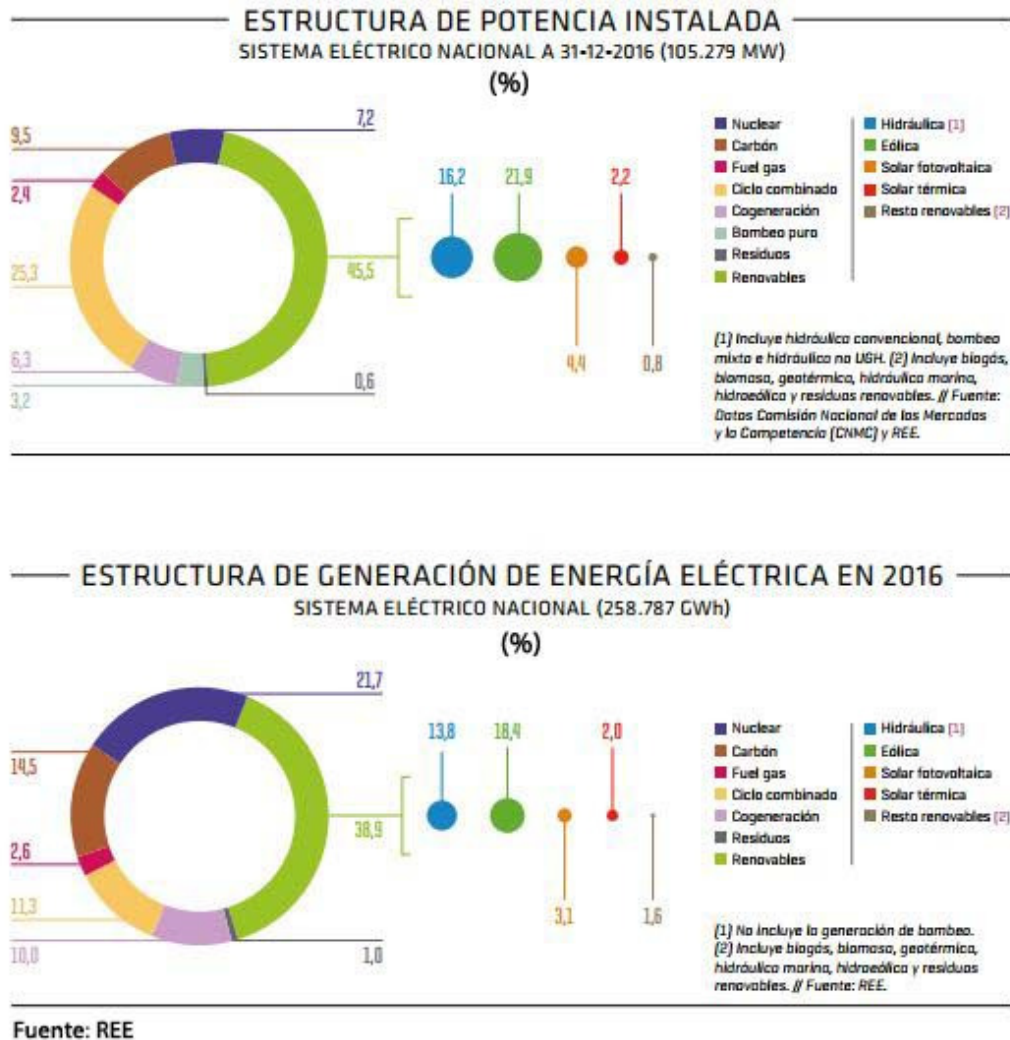 ESTRUCTURA DE POTENCIA INSTALADA
SISTEMA ELÉCTRICO NACIONAL A 31-12-2016 (105.279 MW)
(%)
9,5
2,4
25,3
6,3
3,2
7,2
45,5
0,6
16,2
21,9
4,4
2,2
0,8
Nuclear
Carbón
Fuel gas
Ciclo combinado
Cogeneración
Bombeo puro
Residuos
Renovables
Hidráulica (1)
Eólica
Solar fotovoltaica
Solar térmica
Resto renovables (2)
(1) Incluye hidráulica convencional, bombeo
mixto e hidráulica no UGH. (2) Incluye biogás,
biomasa, geotérmica, hidráulica marina,
hidroeólica y residuos renovables. // Fuente:
Datos Comisión Nacional de los Mercados
y la Competencia (CNMC) y REE.
ESTRUCTURA DE GENERACIÓN DE ENERGÍA ELÉCTRICA EN 2016
SISTEMA ELÉCTRICO NACIONAL (258.787 GWh)
(%)
14,5
2,6
11,3
10,0
21,7
38,9
1,0
13,8
18,4
3,1
2,0
1,6
Nuclear
Carbón
Fuel gas
Ciclo combinado
Cogeneración
Residuos
Renovables
Hidráulica (1)
Eólica
Solar fotovoltaica
Solar térmica
Resto renovables (2)
(1) No incluye la generación de bombeo.
(2) Incluye biogás, biomasa, geotérmica,
hidráulica marina, hidroeólica y residuos
renovables. // Fuente: REE.
Fuente: REE